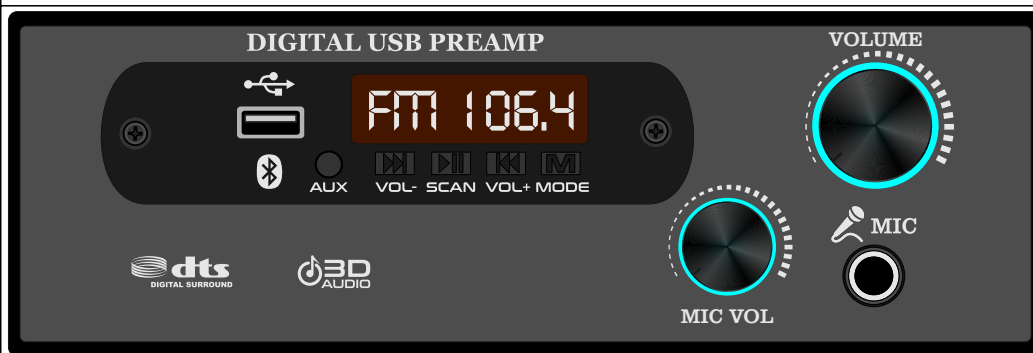 DIGITAL USB PREAMP
VOLUME
FM 106.4
AUX VOL- SCAN VOL+ MODE
M
MIC
dts
DIGITAL SURROUND
3D
AUDIO
MIC VOL